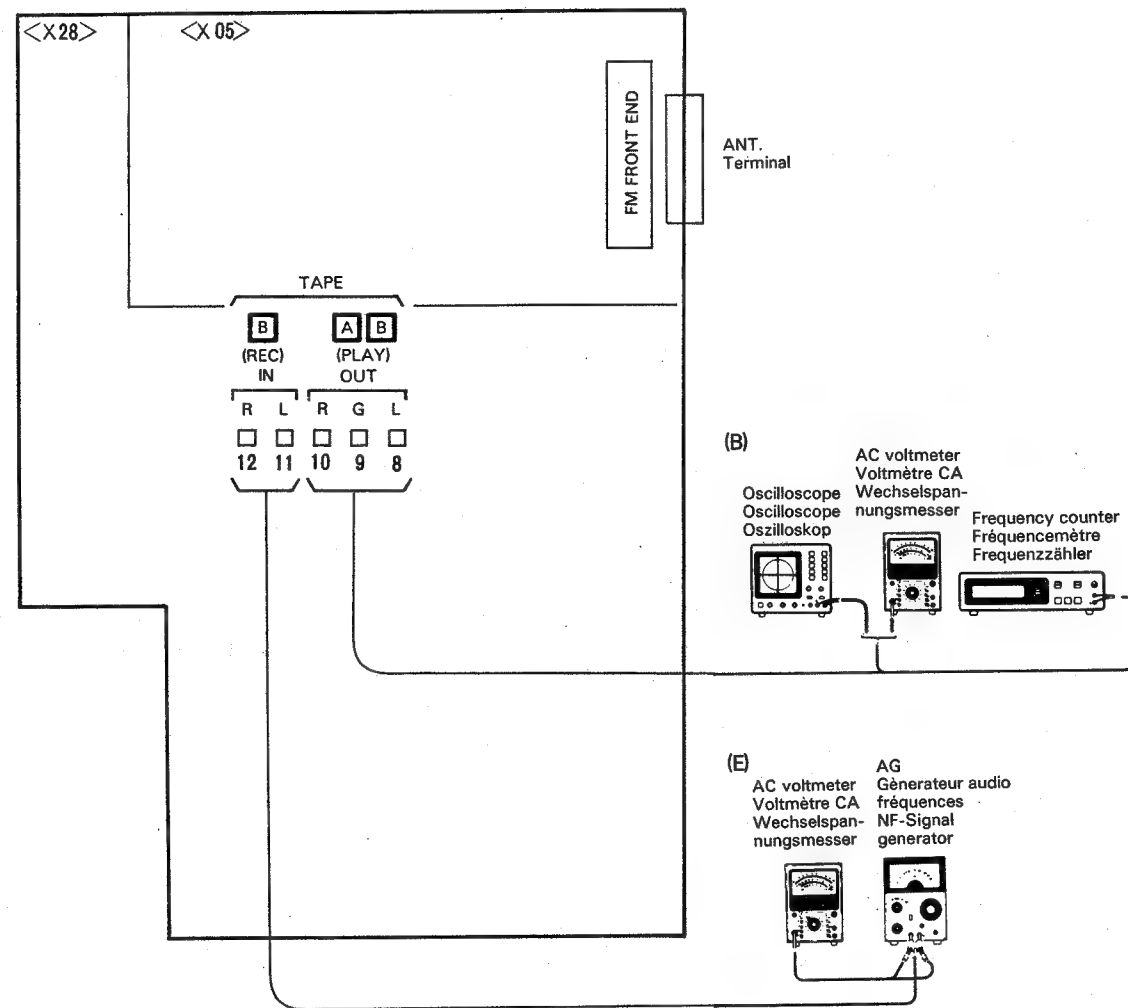 <X28>
<X 05>
FM FRONT END
ANT.
Terminal
TAPE
B
A B
(REC)
(PLAY)
IN
OUT
R L R G L
12 11 10 9 8
(B)
Oscilloscope
Oscilloscope
Oszilloskop
AC voltmeter
Voltmètre CA
Wechselspan-
nungsmesser
Frequency counter
Fréquencemètre
Frequenzzähler
(E)
AC voltmeter
Voltmètre CA
Wechselspan-
nungsmesser
AG
Gènerateur audio
fréquences
NF-Signal
generator